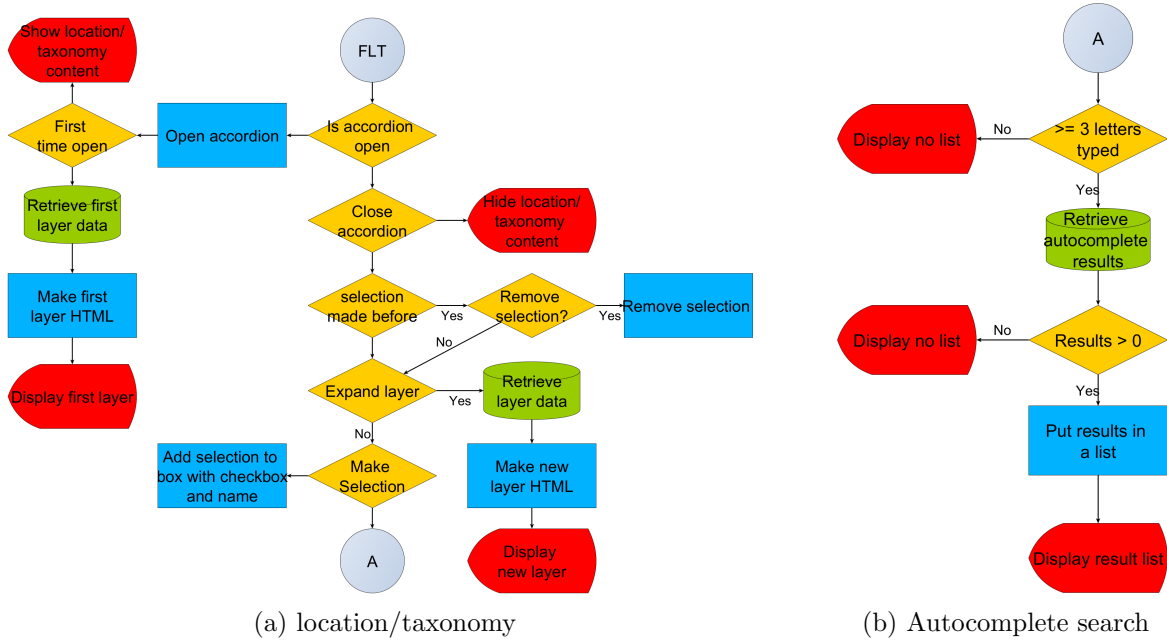 Show location/
taxonomy
content
FLT
First
time open
Open accordion
Is accordion
open
Retrieve first
layer data
Close
accordion
Hide location/
taxonomy
content
Make first
layer HTML
selection
made before
Yes
Remove
selection?
Yes
Remove selection
No
Display first layer
Expand layer
Yes
Retrieve
layer data
No
Add selection to
box with checkbox
and name
Make
Selection
Make new
layer HTML
A
Display
new layer
(a) location/taxonomy
A
>= 3 letters
typed
No
Display no list
Yes
Retrieve
autocomplete
results
Results > 0
No
Display no list
Yes
Put results in
a list
Display result list
(b) Autocomplete search